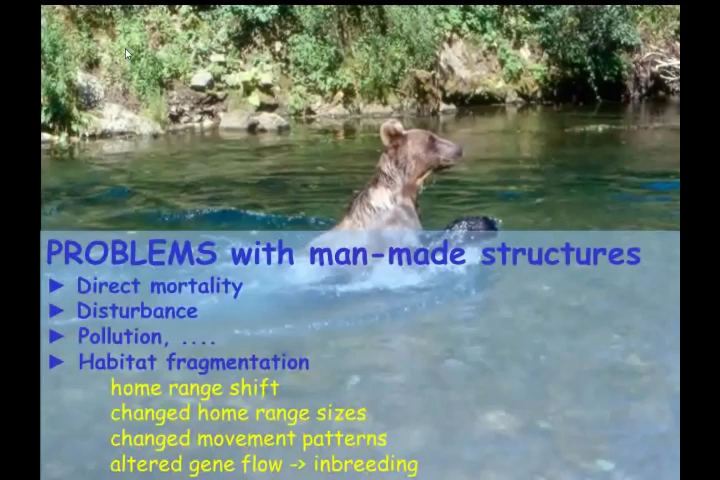 PROBLEMS with man-made structures
► Direct mortality
► Disturbance
► Pollution, ....
► Habitat fragmentation
home range shift
changed home range sizes
changed movement patterns
altered gene flow -> inbreeding